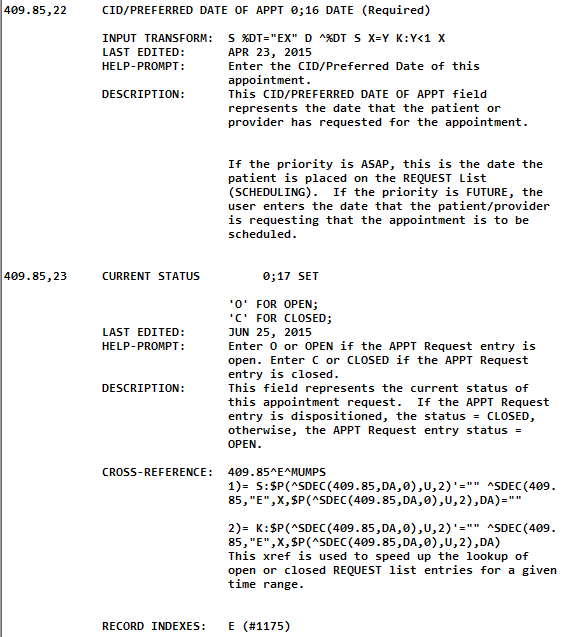 409.85,22     CID/PREFERRED DATE OF APPT 0;16 DATE (Required)
INPUT TRANSFORM:  S %DT="EX" D ^%DT S X=Y K:Y<1 X
LAST EDITED:      APR 23, 2015
HELP-PROMPT:      Enter the CID/Preferred Date of this
appointment.
DESCRIPTION:      This CID/PREFERRED DATE OF APPT field
represents the date that the patient or
provider has requested for the appointment.
If the priority is ASAP, this is the date the
patient is placed on the REQUEST List
(SCHEDULING).  If the priority is FUTURE, the
user enters the date that the patient/provider
is requesting that the appointment is to be
scheduled.
409.85,23     CURRENT STATUS         0;17 SET
'O' FOR OPEN;
'C' FOR CLOSED;
LAST EDITED:      JUN 25, 2015
HELP-PROMPT:      Enter O or OPEN if the APPT Request entry is
open. Enter C or CLOSED if the APPT Request
entry is closed.
DESCRIPTION:      This field represents the current status of
this appointment request.  If the APPT Request
entry is dispositioned, the status = CLOSED,
otherwise, the APPT Request entry status =
OPEN.
CROSS-REFERENCE:  409.85^E^MUMPS
1)= S:$P(^SDEC(409.85,DA,0),U,2)'="" ^SDEC(409.
85,"E",X,$P(^SDEC(409.85,DA,0),U,2),DA)=""
2)= K:$P(^SDEC(409.85,DA,0),U,2)'="" ^SDEC(409.
85,"E",X,$P(^SDEC(409.85,DA,0),U,2),DA)
This xref is used to speed up the lookup of
open or closed REQUEST list entries for a given
time range.
RECORD INDEXES:   E (#1175)